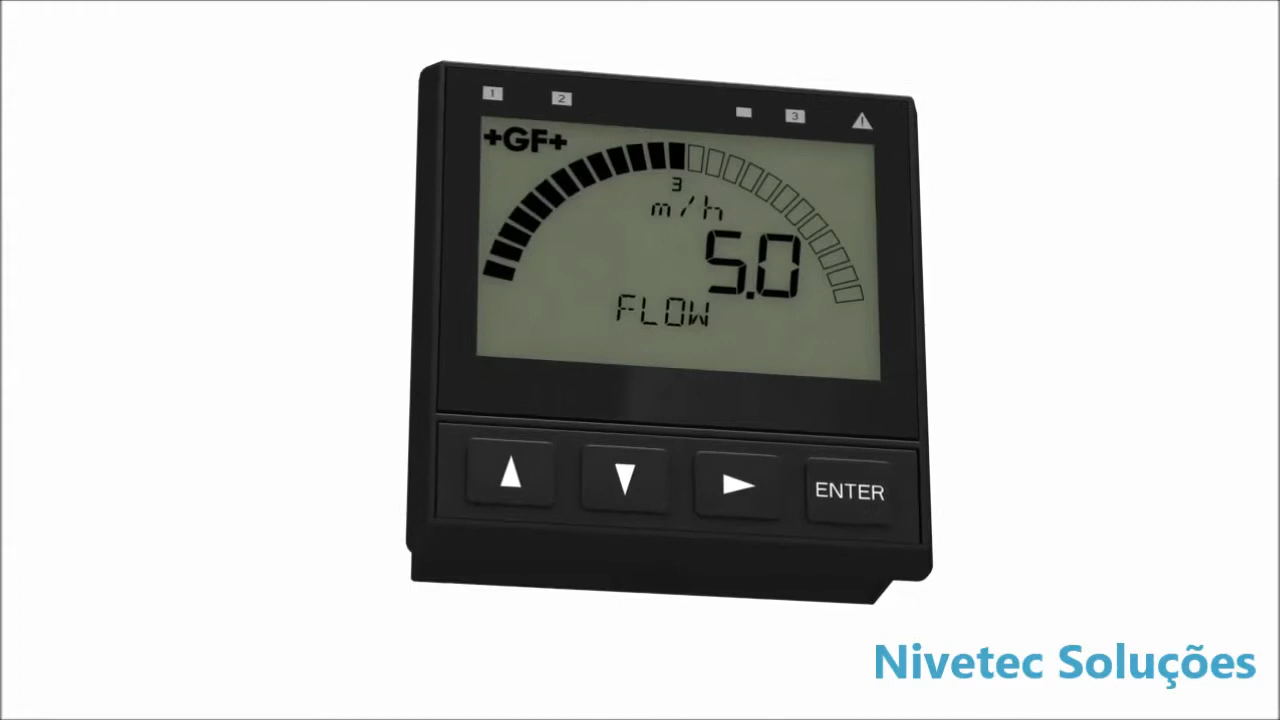 1 2 3
+GF+
3
m/h
5.0
FLOW
ENTER
Nivetec Soluções